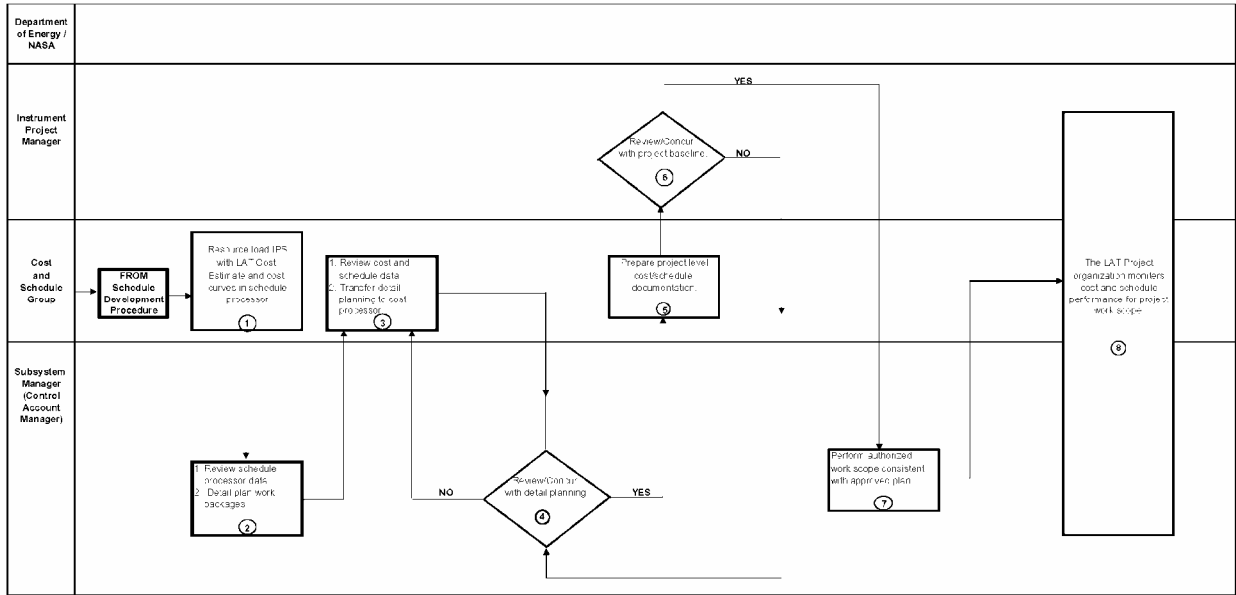 Department
of Energy /
NASA
Instrument
Project
Manager
YES
Review/Concur
with project baseline.
NO
6
Cost
and
Schedule
Group
FROM
Schedule
Development
Procedure
Resource load IPS
with LAT Cost
Estimate and cost
curves in schedule
processor
1
1. Review cost and
schedule data
2. Transfer detail
planning to cost
processor
3
Prepare project level
cost/schedule
documentation.
5
The LAT Project
organization monitors
cost and schedule
performance for project
work scope
8
Subsystem
Manager
(Control
Account
Manager)
1. Review schedule
processor data
2. Detail plan work
packages
2
NO
Review/Concur
with detail planning
4
YES
Perform authorized
work scope consistent
with approved plan
7